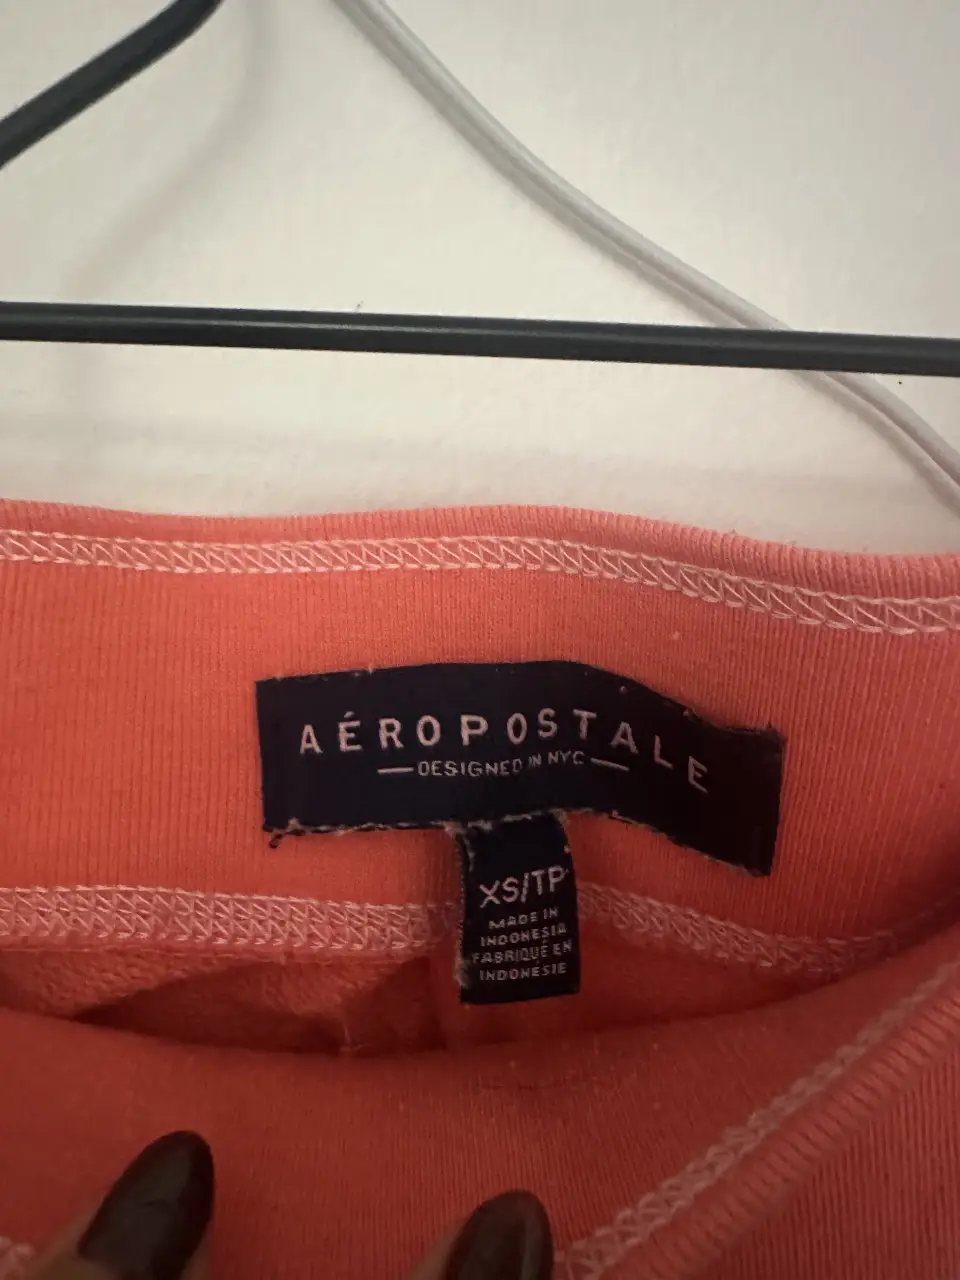 AÉROPOSTALE
DESIGNED IN NYC
XS/TP
MADE IN
INDONESIA
FABRIQUÉ EN
INDONESIE